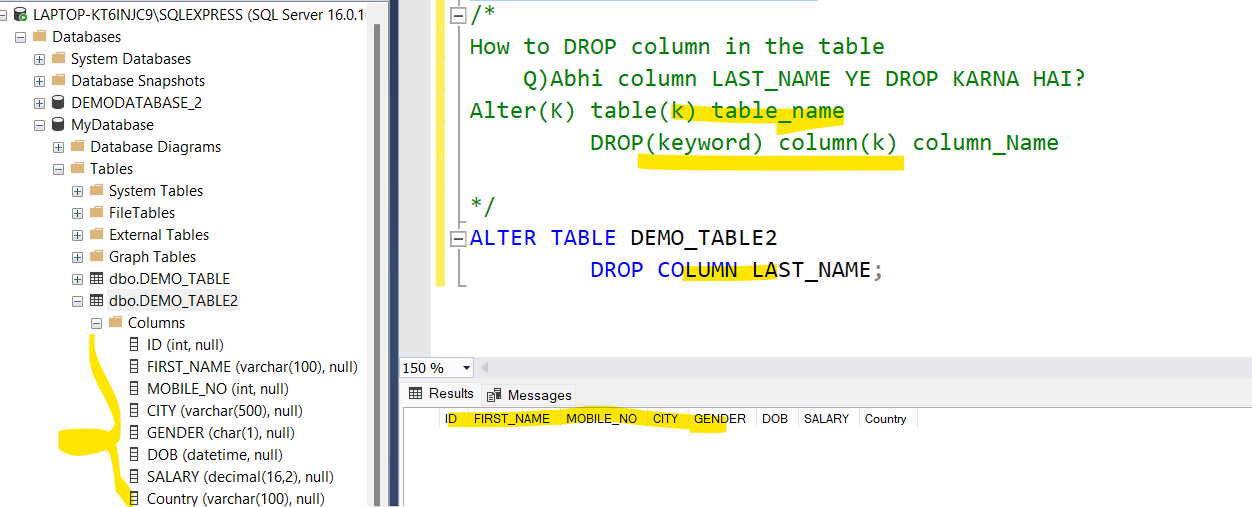 LAPTOP-KT6INJC9\SQLEXPRESS (SQL Server 16.0.1
Databases
System Databases
Database Snapshots
DEMODATABASE_2
MyDatabase
Database Diagrams
Tables
System Tables
FileTables
External Tables
Graph Tables
dbo.DEMO_TABLE
dbo.DEMO_TABLE2
Columns
ID (int, null)
FIRST_NAME (varchar(100), null)
MOBILE_NO (int, null)
CITY (varchar(500), null)
GENDER (char(1), null)
DOB (datetime, null)
SALARY (decimal(16,2), null)
Country (varchar(100), null)
/*
How to DROP column in the table
Q)Abhi column LAST_NAME YE DROP KARNA HAI?
Alter(K) table(k) table_name
DROP(keyword) column(k) column_Name
*/
ALTER TABLE DEMO_TABLE2
DROP COLUMN LAST_NAME;
150 %
Results Messages
ID FIRST_NAME MOBILE_NO CITY GENDER DOB SALARY Country